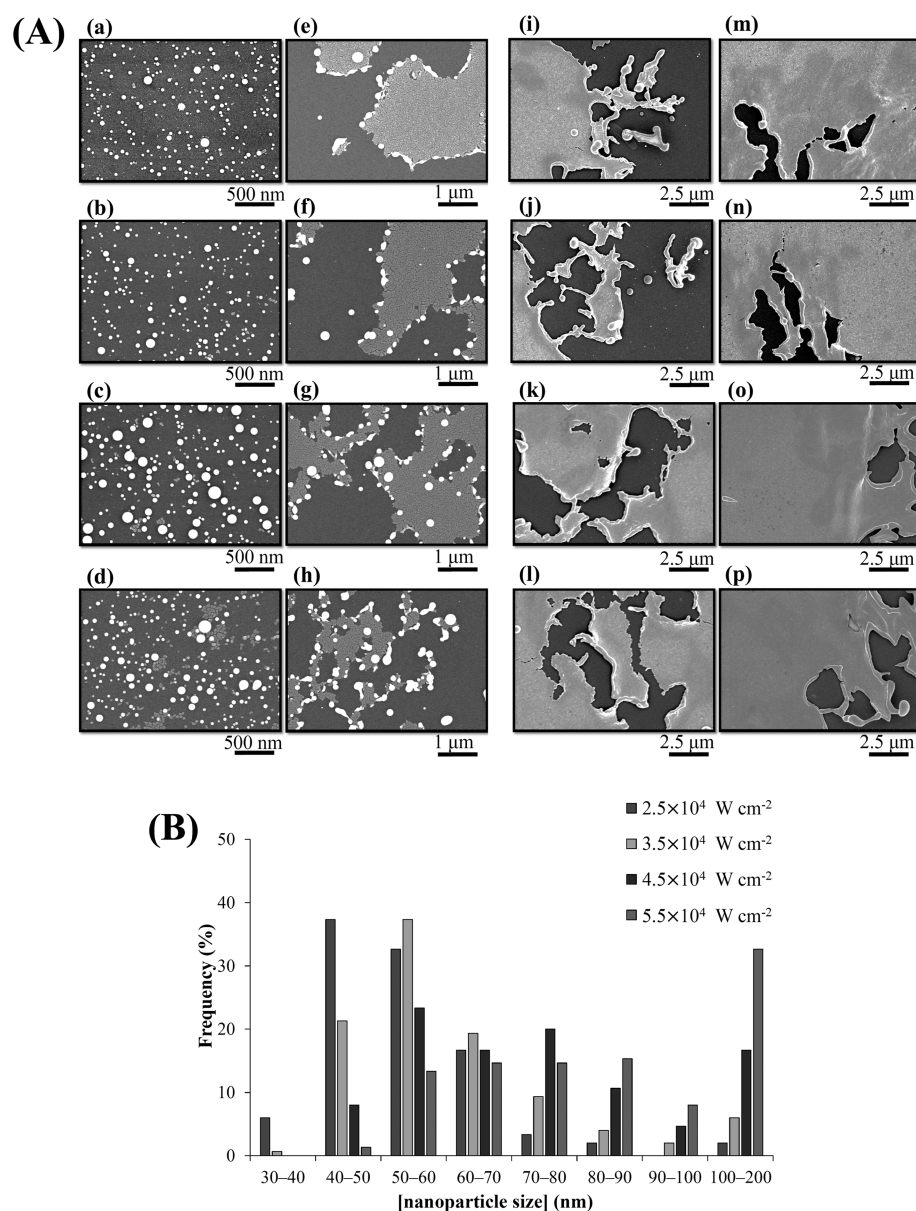 (A)
(a) (e) (i) (m)
500 nm 1 μm 2.5 μm 2.5 μm
(b) (f) (j) (n)
500 nm 1 μm 2.5 μm 2.5 μm
(c) (g) (k) (o)
500 nm 1 μm 2.5 μm 2.5 μm
(d) (h) (l) (p)
500 nm 1 μm 2.5 μm 2.5 μm
(B)
2.5×10⁴ W cm⁻²
3.5×10⁴ W cm⁻²
4.5×10⁴ W cm⁻²
5.5×10⁴ W cm⁻²
Frequency (%)
50
40
30
20
10
0
30–40 40–50 50–60 60–70 70–80 80–90 90–100 100–200
[nanoparticle size] (nm)